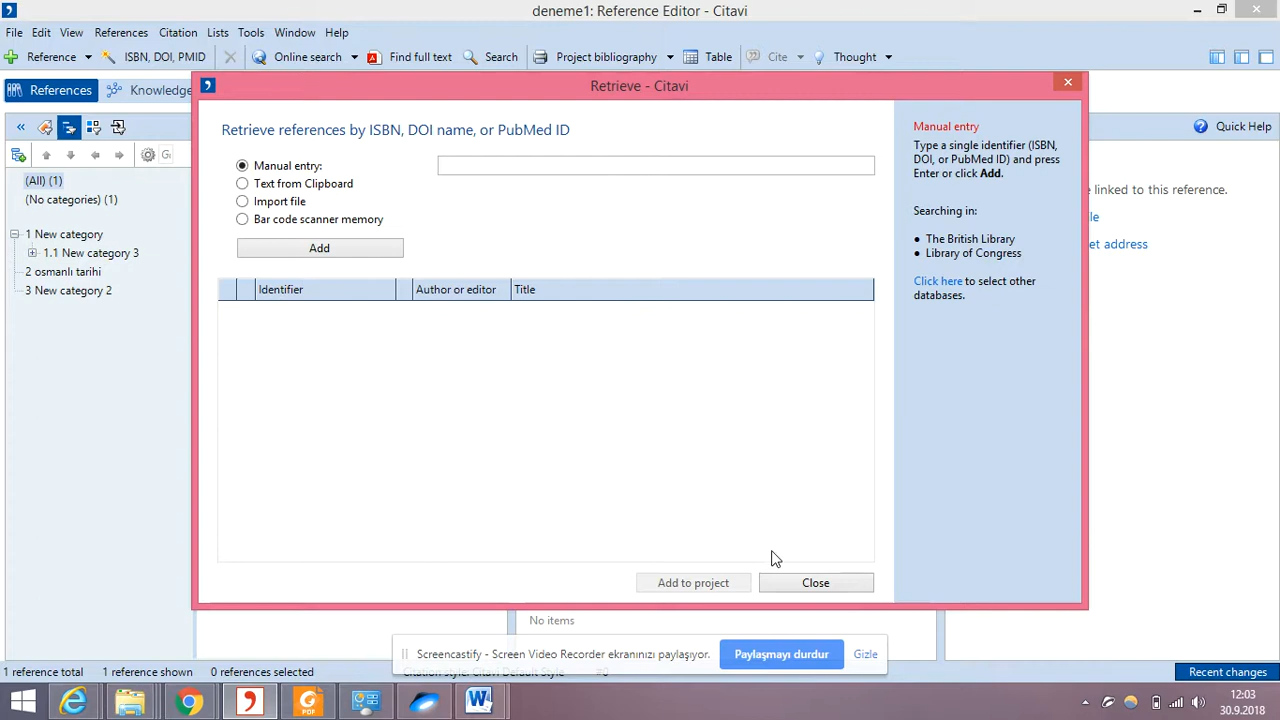 deneme1: Reference Editor - Citavi
File Edit View References Citation Lists Tools Window Help
Reference ISBN, DOI, PMID Online search Find full text Search Project bibliography Table Cite Thought
References Knowledge
Retrieve - Citavi
Quick Help
Retrieve references by ISBN, DOI name, or PubMed ID
Manual entry:
Text from Clipboard
Import file
Bar code scanner memory
Add
Identifier Author or editor Title
Add to project Close
Manual entry
Type a single identifier (ISBN,
DOI, or PubMed ID) and press
Enter or click Add.
Searching in:
● The British Library
● Library of Congress
Click here to select other
databases.
(All) (1)
(No categories) (1)
1 New category
1.1 New category 3
2 osmanlı tarihi
3 New category 2
linked to this reference.
et address
No items
Screencastify - Screen Video Recorder ekranınızı paylaşıyor. Paylaşmayı durdur Gizle
1 reference total 1 reference shown 0 references selected Citation style: Citavi Default Style Recent changes
12:03
30.9.2018